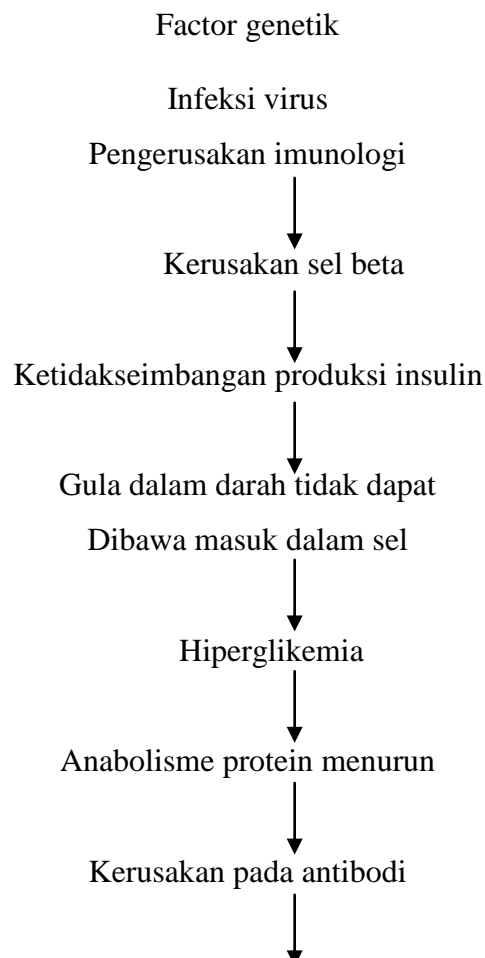 Factor genetik
Infeksi virus
Pengerusakan imunologi
Kerusakan sel beta
Ketidakseimbangan produksi insulin
Gula dalam darah tidak dapat
Dibawa masuk dalam sel
Hiperglikemia
Anabolisme protein menurun
Kerusakan pada antibodi